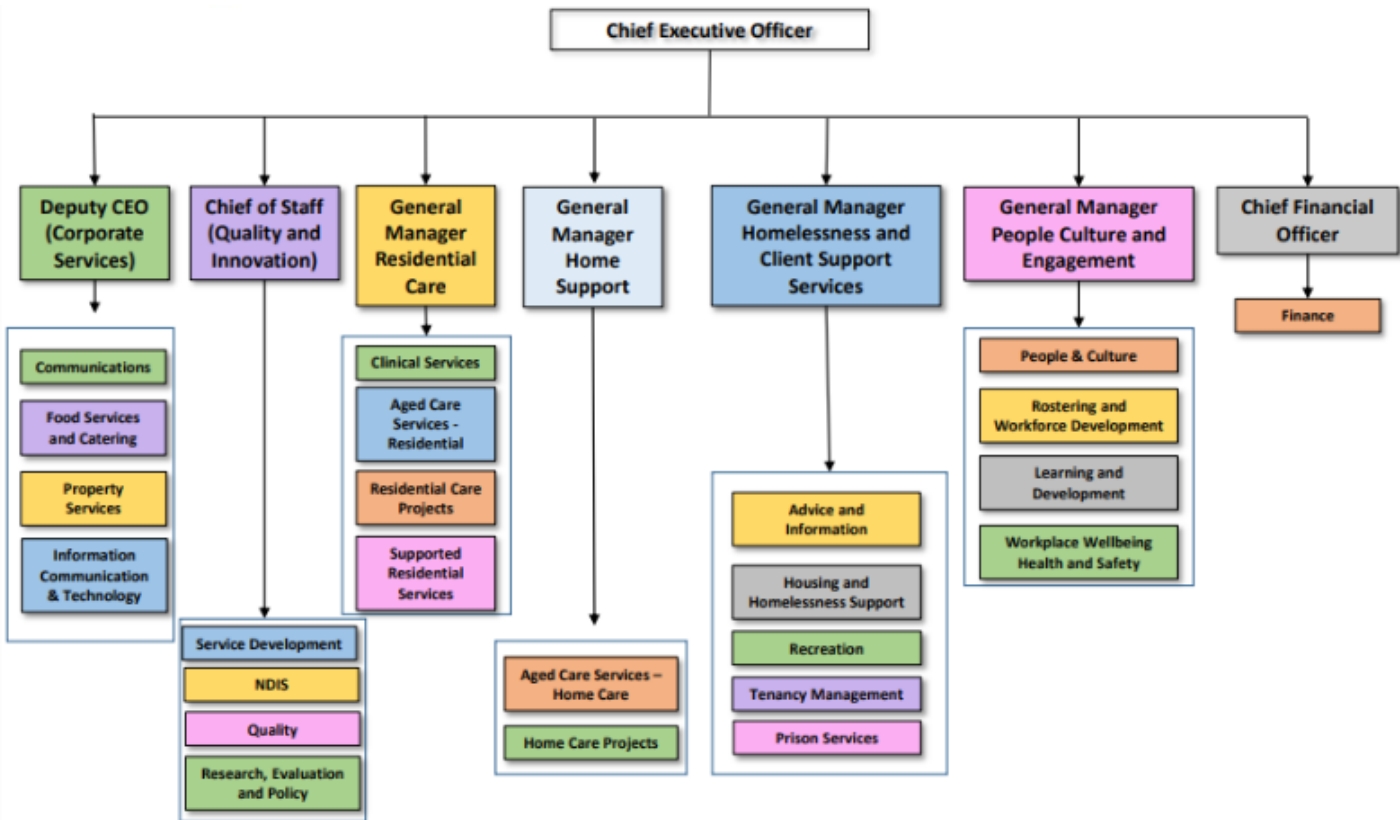 Chief Executive Officer
Deputy CEO
(Corporate
Services)
Chief of Staff
(Quality and
Innovation)
General
Manager
Residential
Care
General
Manager
Home
Support
General Manager
Homelessness and
Client Support
Services
General Manager
People Culture and
Engagement
Chief Financial
Officer
Communications
Food Services
and Catering
Property
Services
Information
Communication
& Technology
Service Development
NDIS
Quality
Research, Evaluation
and Policy
Clinical Services
Aged Care
Services -
Residential
Residential Care
Projects
Supported
Residential
Services
Aged Care Services –
Home Care
Home Care Projects
Advice and
Information
Housing and
Homelessness Support
Recreation
Tenancy Management
Prison Services
People & Culture
Rostering and
Workforce Development
Learning and
Development
Workplace Wellbeing
Health and Safety
Finance